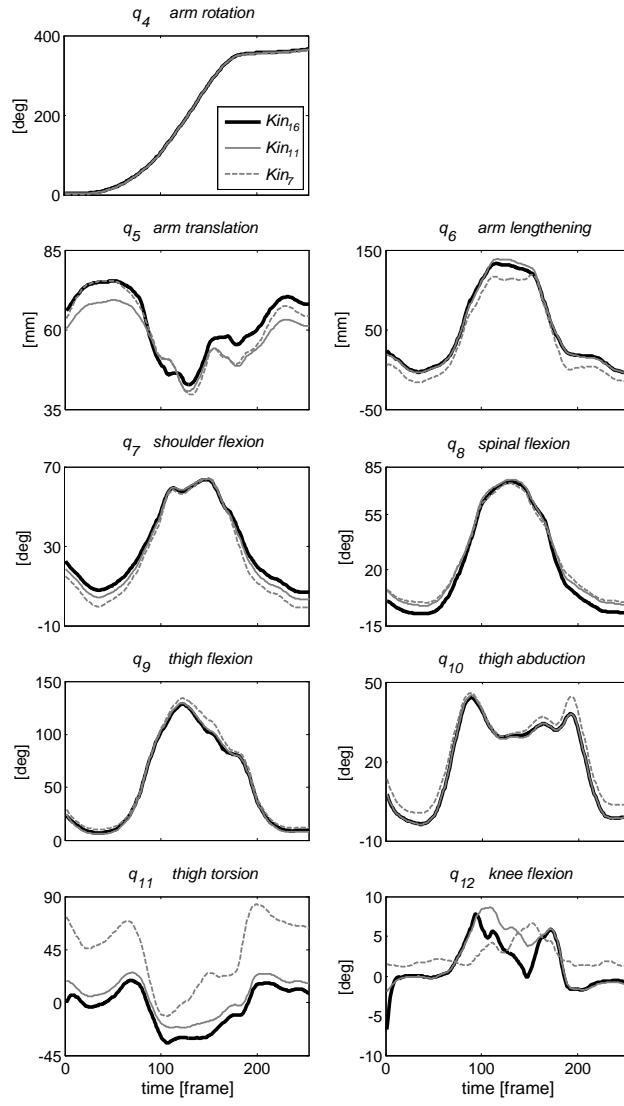 q4 arm rotation
400
200
0
[deg]
Kin16
Kin11
Kin7
q5 arm translation
85
60
35
[mm]
q6 arm lengthening
150
50
-50
[mm]
q7 shoulder flexion
70
30
-10
[deg]
q8 spinal flexion
85
55
20
-15
[deg]
q9 thigh flexion
150
100
50
0
[deg]
q10 thigh abduction
50
20
-10
[deg]
q11 thigh torsion
90
45
0
-45
[deg]
0 100 200
time [frame]
q12 knee flexion
10
5
0
-5
-10
[deg]
0 100 200
time [frame]